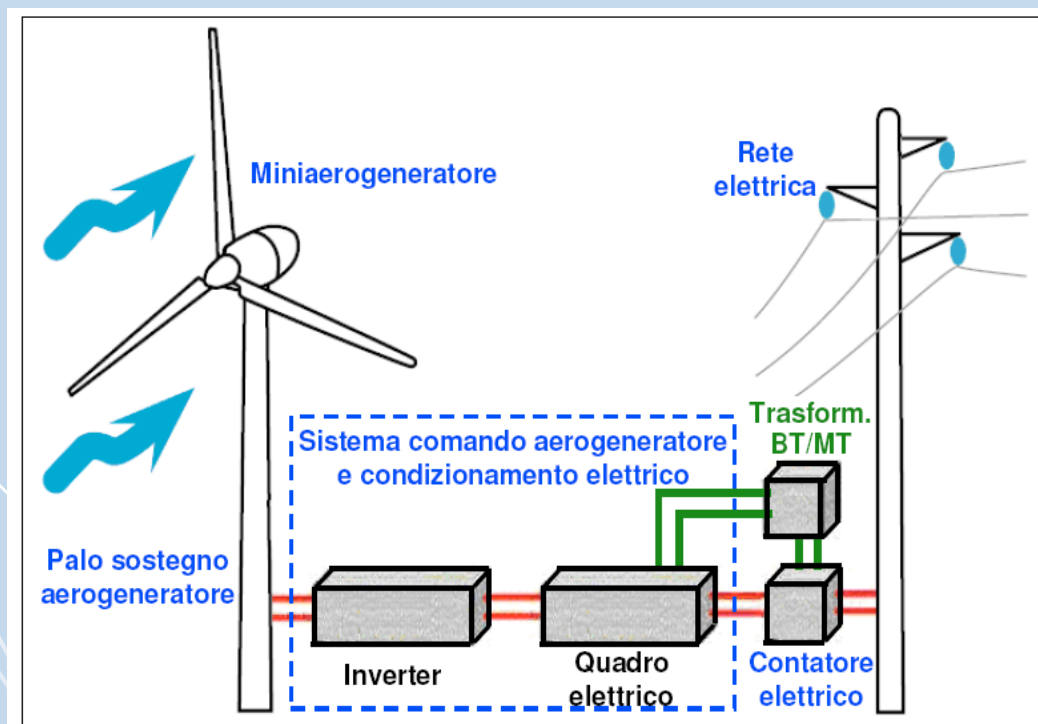 Miniaerogeneratore
Rete
elettrica
Trasform.
BT/MT
Sistema comando aerogeneratore
e condizionamento elettrico
Palo sostegno
aerogeneratore
Inverter
Quadro
elettrico
Contatore
elettrico